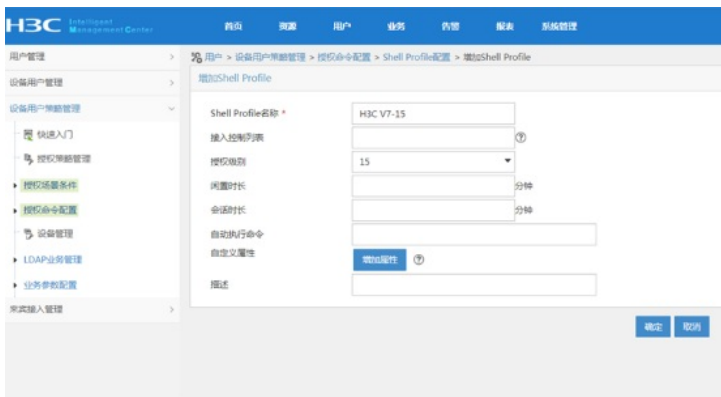 H3C Intelligent Management Center
首页 资源 用户 业务 告警 报表 系统管理
用户管理
设备用户管理
设备用户策略管理
快速入门
授权策略管理
授权场景条件
授权命令配置
设备管理
LDAP业务管理
业务参数配置
来宾接入管理
用户 > 设备用户策略管理 > 授权命令配置 > Shell Profile配置 > 增加Shell Profile
增加Shell Profile
Shell Profile名称 * H3C V7-15
接入控制列表
授权级别 15
闲置时长 分钟
会话时长 分钟
自动执行命令
自定义属性 增加属性
描述
确定 取消